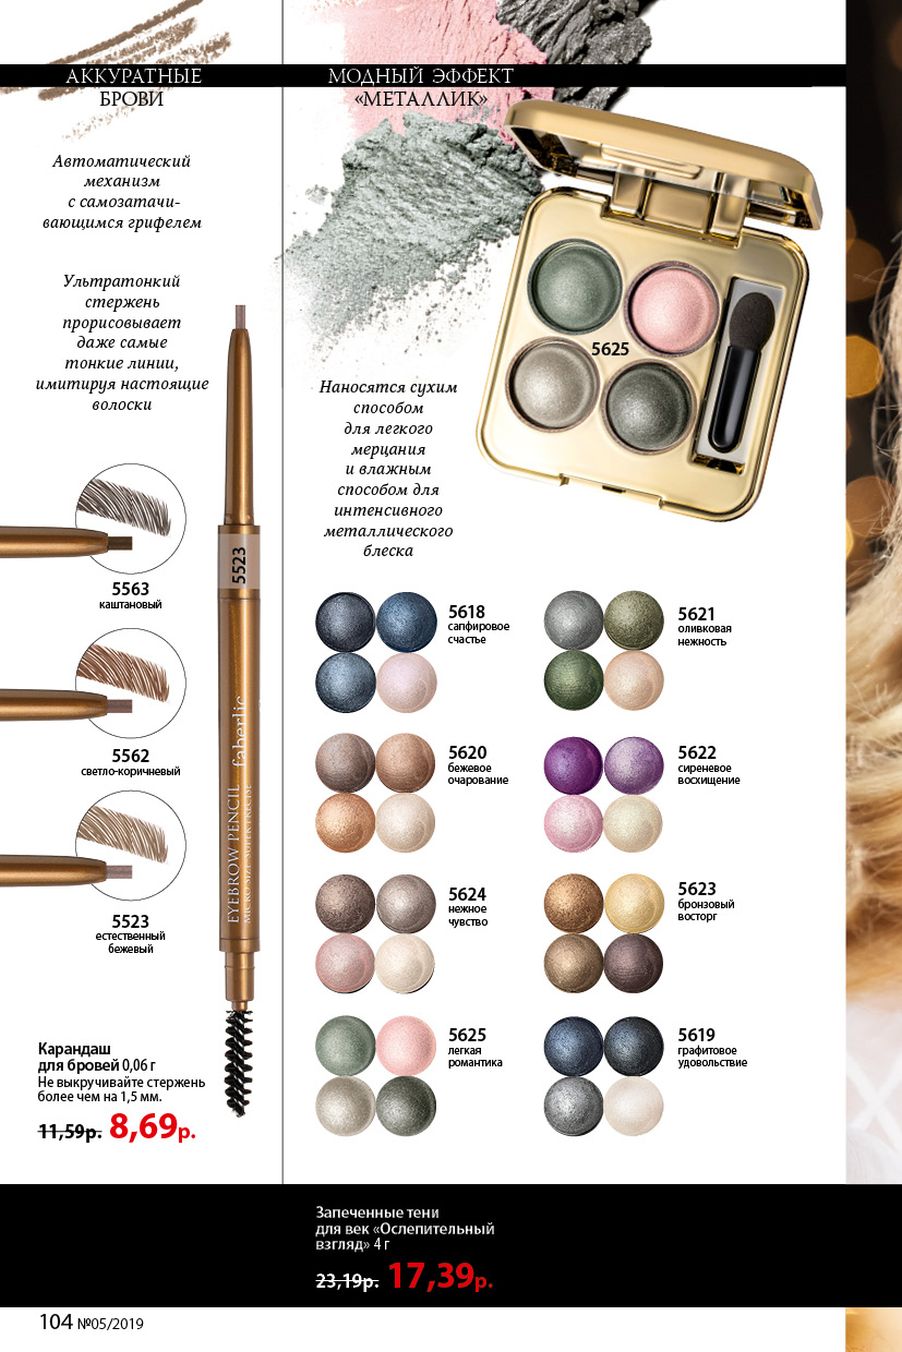 АККУРАТНЫЕ
БРОВИ
Автоматический
механизм
с самозатачи-
вающимся грифелем
Ультратонкий
стержень
прорисовывает
даже самые
тонкие линии,
имитируя настоящие
волоски
5563
каштановый
5562
светло-коричневый
5523
естественный
бежевый
5523
faberlic
EYEBROW PENCIL
Карандаш
для бровей 0,06 г
Не выкручивайте стержень
более чем на 1,5 мм.
11,59р. 8,69р.
МОДНЫЙ ЭФФЕКТ
«МЕТАЛЛИК»
5625
Наносятся сухим
способом
для легкого
мерцания
и влажным
способом для
интенсивного
металлического
блеска
5618
сапфировое
счастье
5621
оливковая
нежность
5620
бежевое
очарование
5622
сиреневое
восхищение
5624
нежное
чувство
5623
бронзовый
восторг
5625
легкая
романтика
5619
графитовое
удовольствие
Запеченные тени
для век «Ослепительный
взгляд» 4 г
23,19р. 17,39р.
104 №05/2019